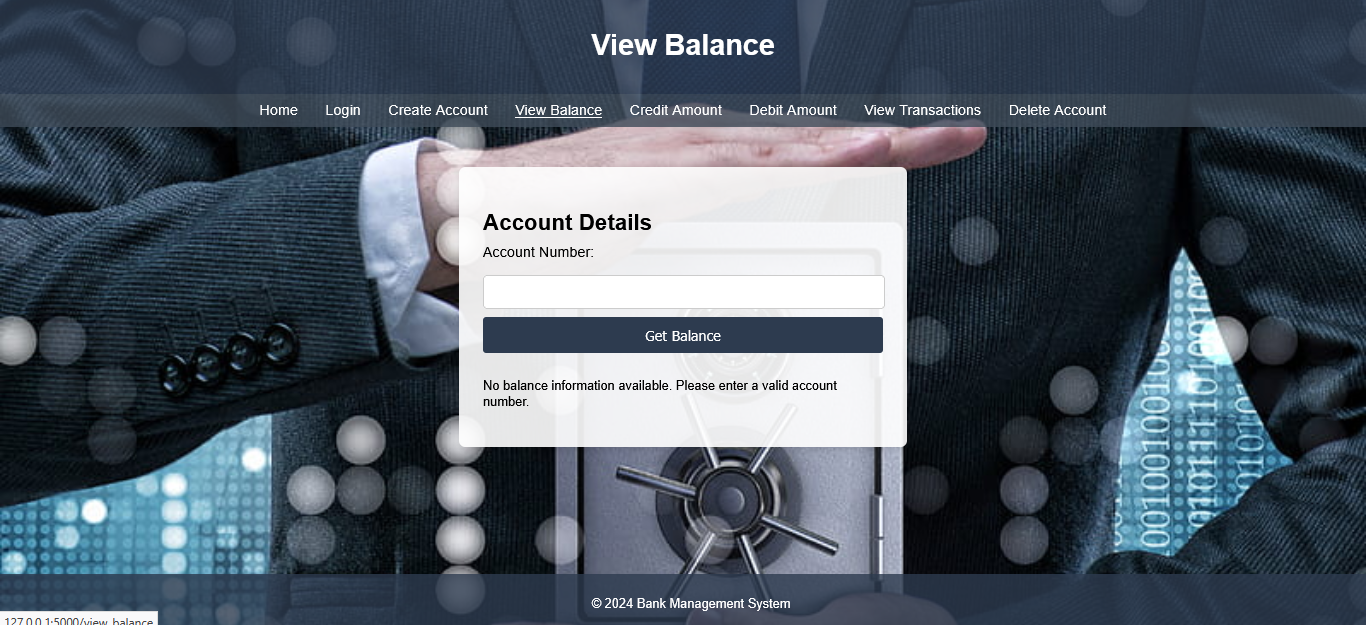 View Balance
Home Login Create Account View Balance Credit Amount Debit Amount View Transactions Delete Account
Account Details
Account Number:
Get Balance
No balance information available. Please enter a valid account
number.
© 2024 Bank Management System
127.0.0.1:5000/view_balance